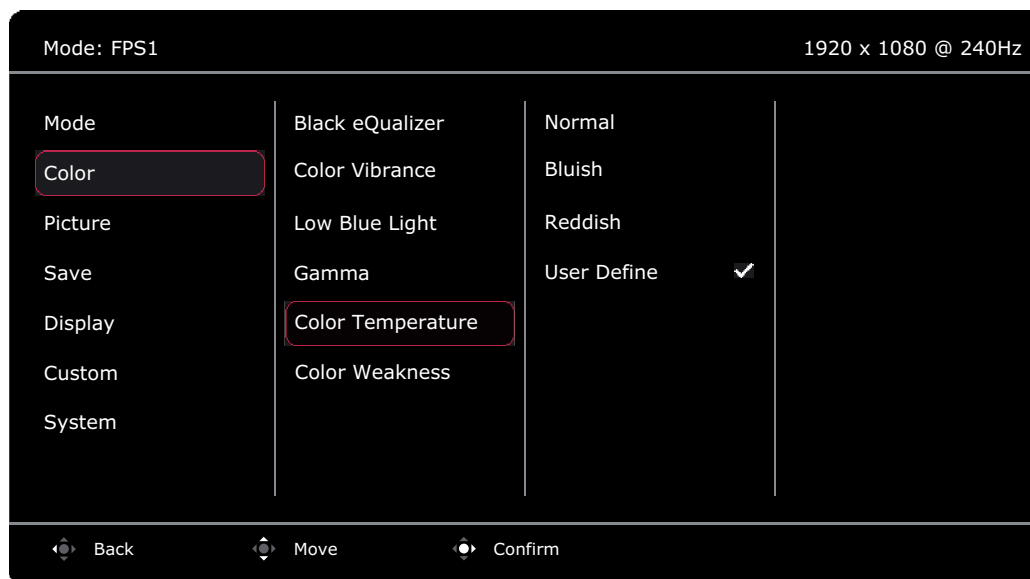 Mode: FPS1
1920 x 1080 @ 240Hz
Mode
Color
Picture
Save
Display
Custom
System
Black eQualizer
Color Vibrance
Low Blue Light
Gamma
Color Temperature
Color Weakness
Normal
Bluish
Reddish
User Define
Back
Move
Confirm